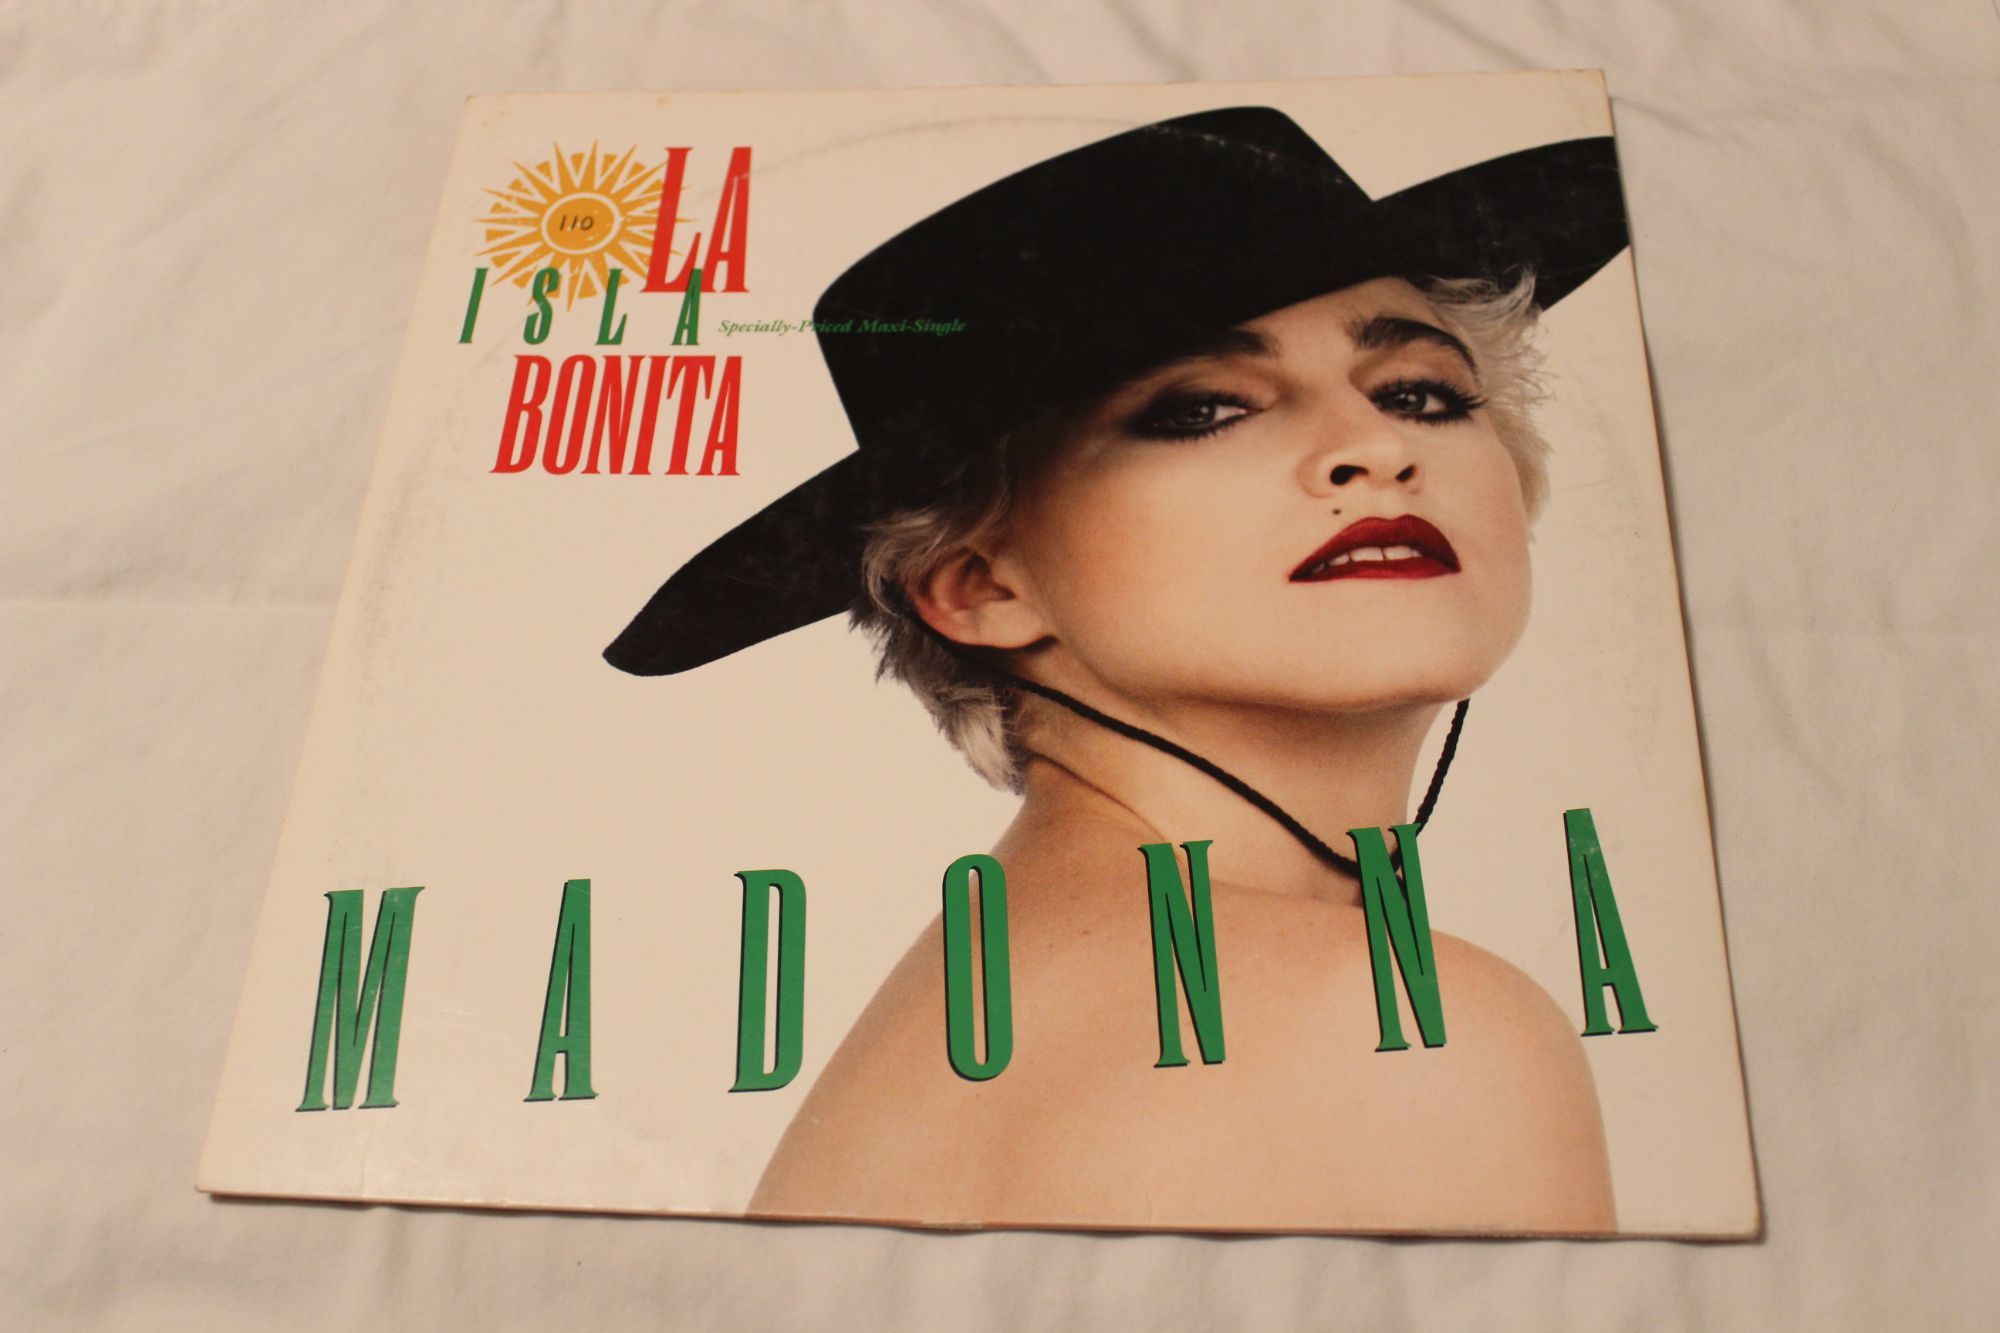 110
LA
ISLA
Specially-Priced Maxi-Single
BONITA
MADONNA